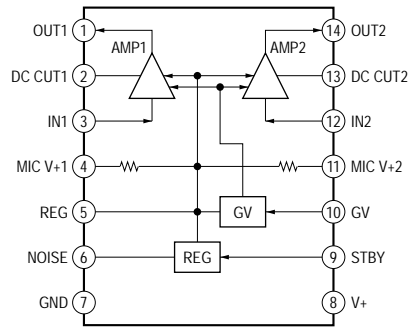 OUT1 1 14 OUT2
AMP1 AMP2
DC CUT1 2 13 DC CUT2
IN1 3 12 IN2
MIC V+1 4 11 MIC V+2
REG 5 GV 10 GV
NOISE 6 REG 9 STBY
GND 7 8 V+